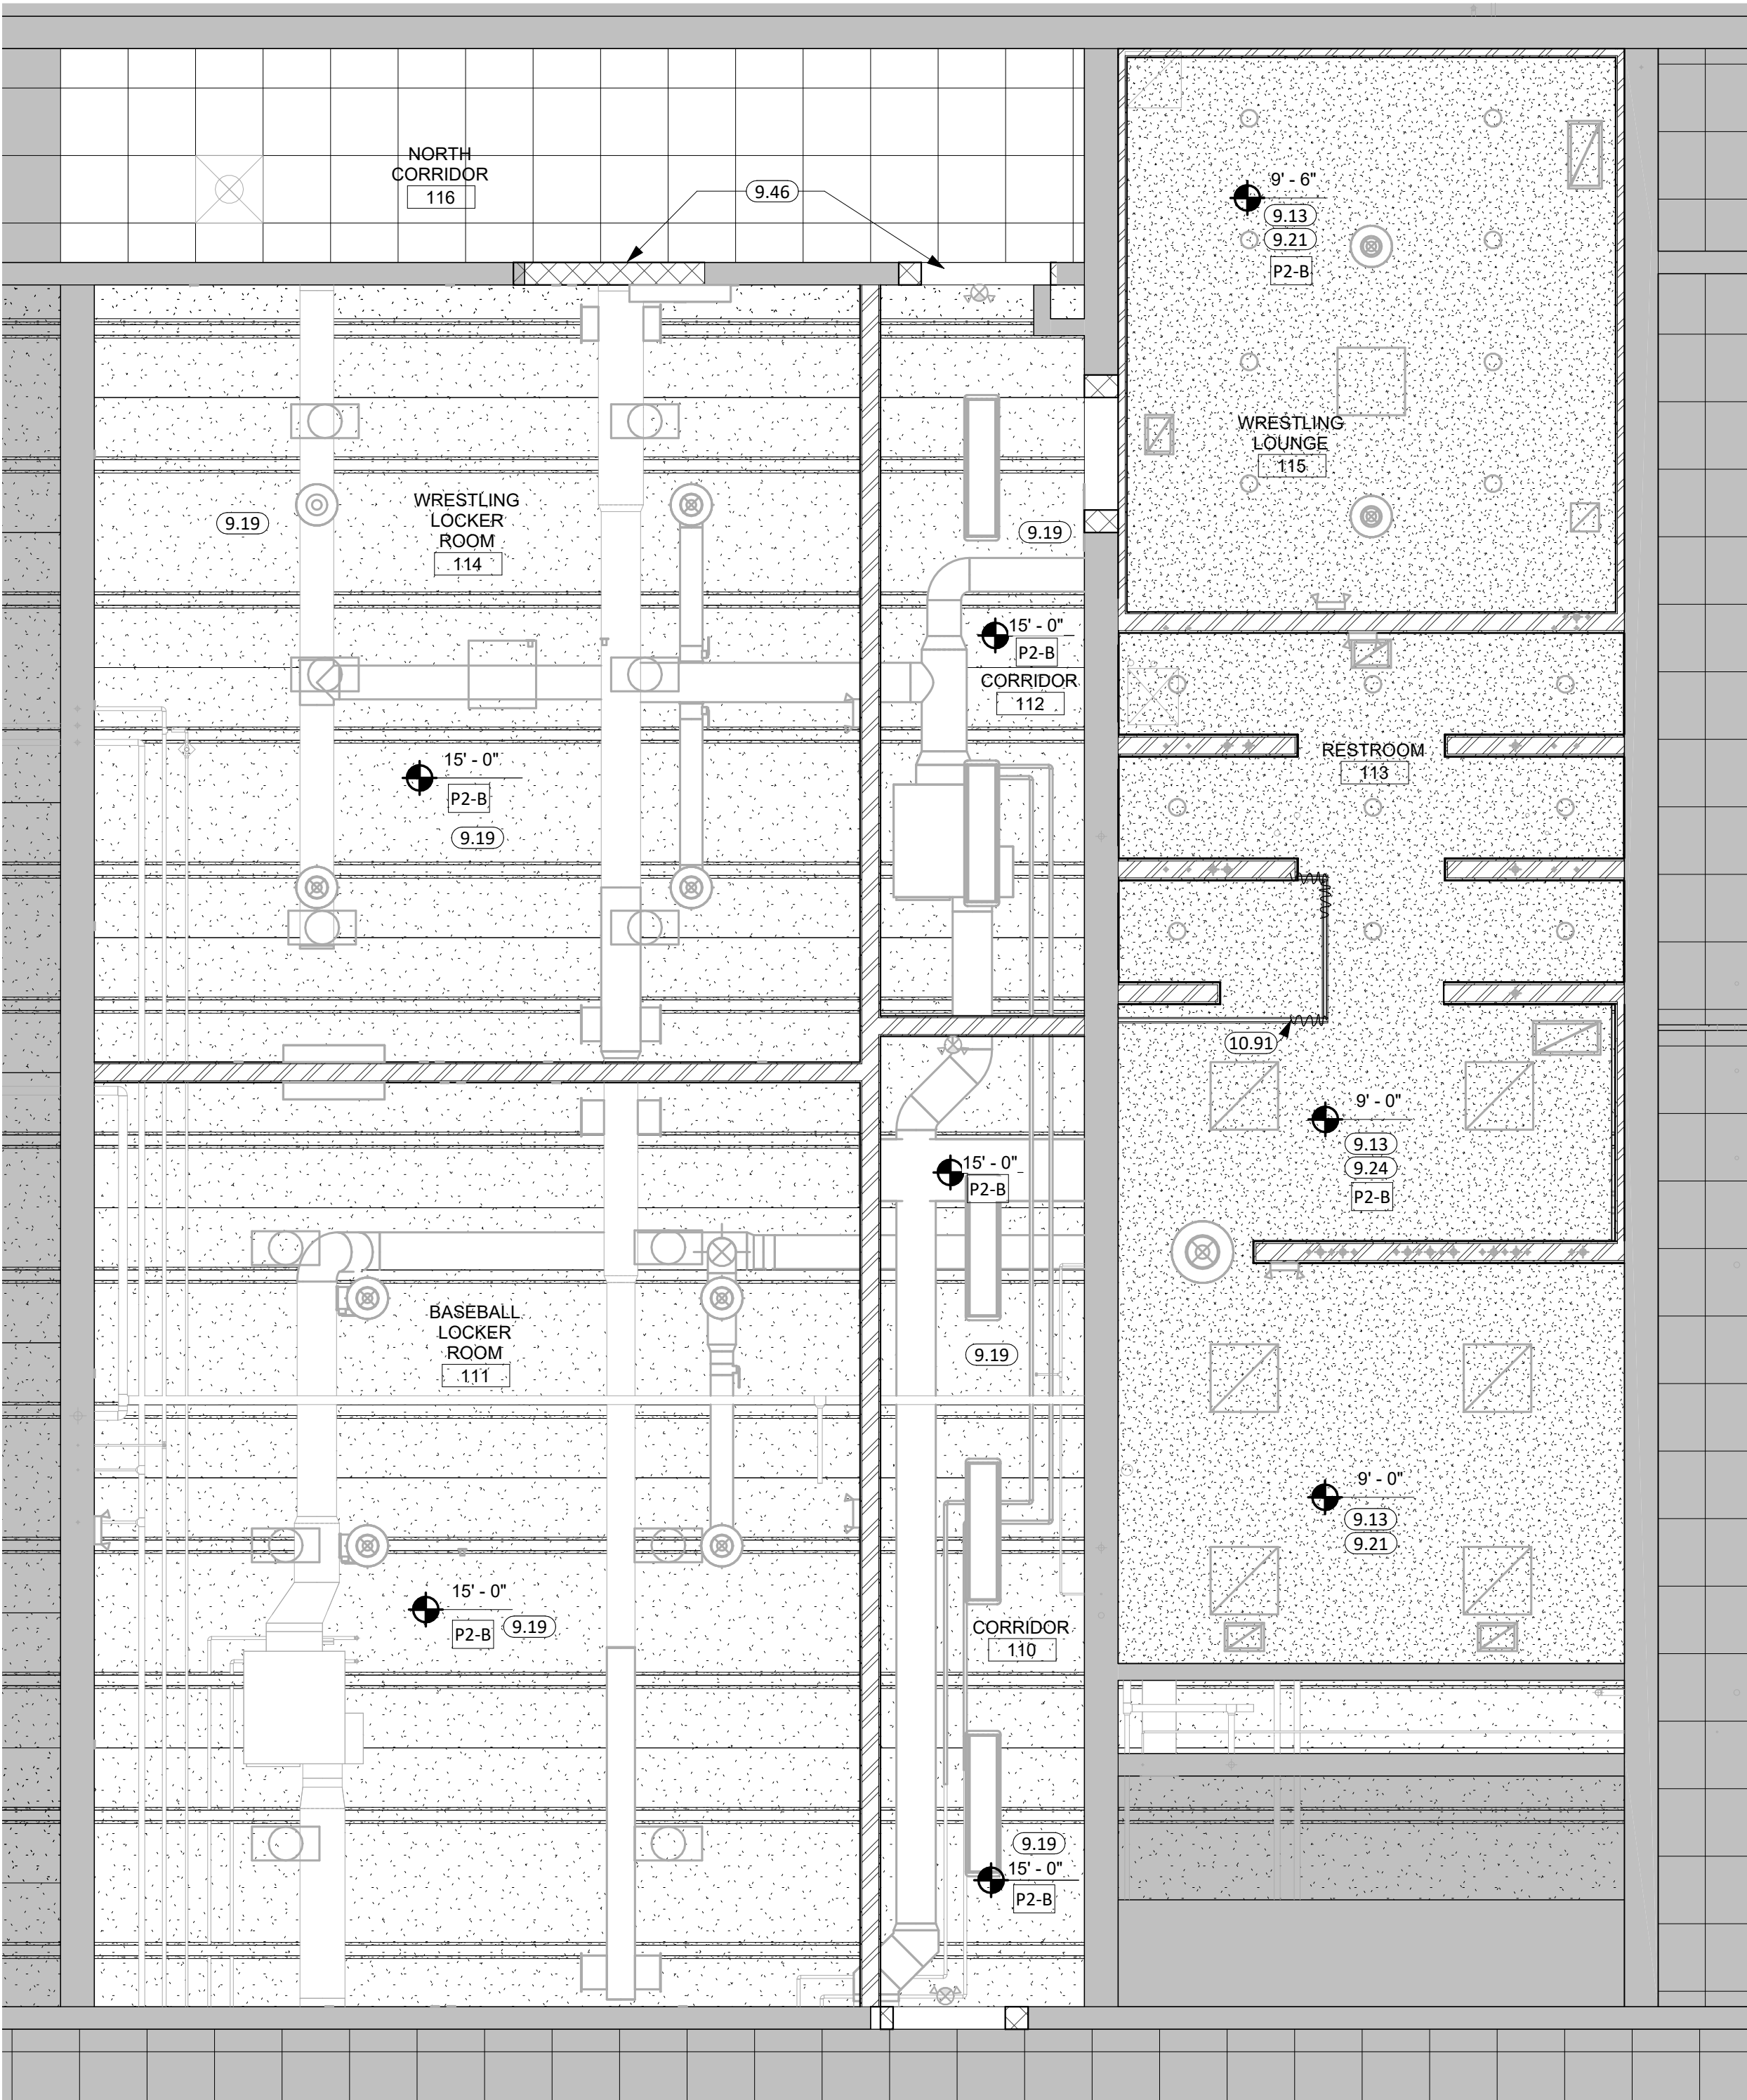 NORTH
CORRIDOR
116
9.46
9' - 6"
9.13
9.21
P2-B
WRESTLING
LOUNGE
115
WRESTLING
LOCKER
ROOM
114
9.19
9.19
15' - 0"
P2-B
CORRIDOR
112
15' - 0"
P2-B
9.19
RESTROOM
113
10.91
9' - 0"
9.13
9.24
P2-B
15' - 0"
P2-B
BASEBALL
LOCKER
ROOM
111
9.19
9' - 0"
9.13
9.21
15' - 0"
P2-B
9.19
CORRIDOR
110
9.19
15' - 0"
P2-B